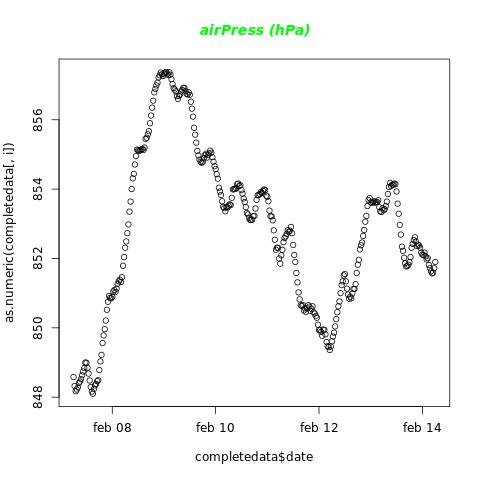 airPress (hPa)
as.numeric(completedata[, i])
856
854
852
850
848
feb 08 feb 10 feb 12 feb 14
completedata$date